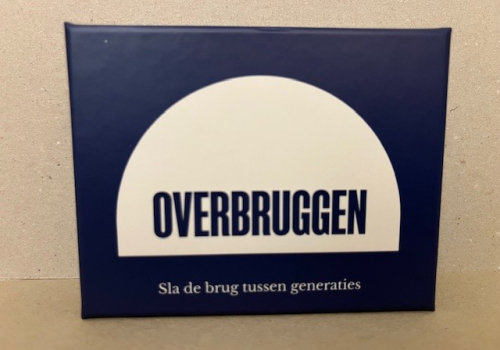 OVERBRUGGEN
Sla de brug tussen generaties